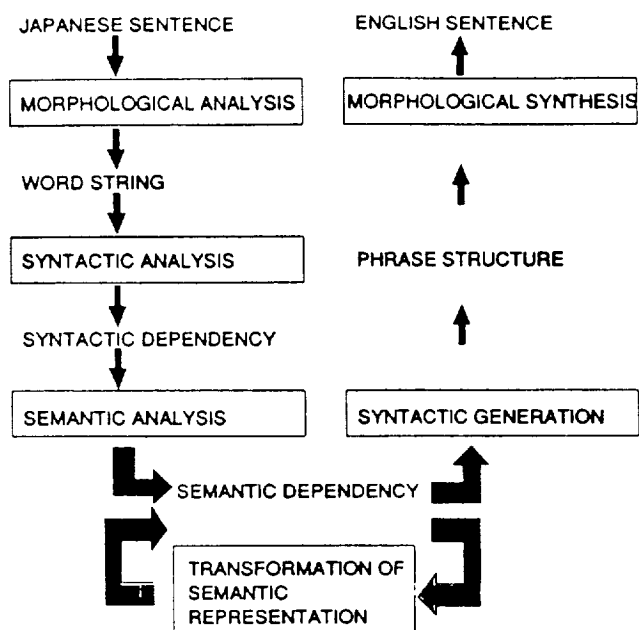 JAPANESE SENTENCE
MORPHOLOGICAL ANALYSIS
WORD STRING
SYNTACTIC ANALYSIS
SYNTACTIC DEPENDENCY
SEMANTIC ANALYSIS
SEMANTIC DEPENDENCY
TRANSFORMATION OF
SEMANTIC
REPRESENTATION
ENGLISH SENTENCE
MORPHOLOGICAL SYNTHESIS
PHRASE STRUCTURE
SYNTACTIC GENERATION